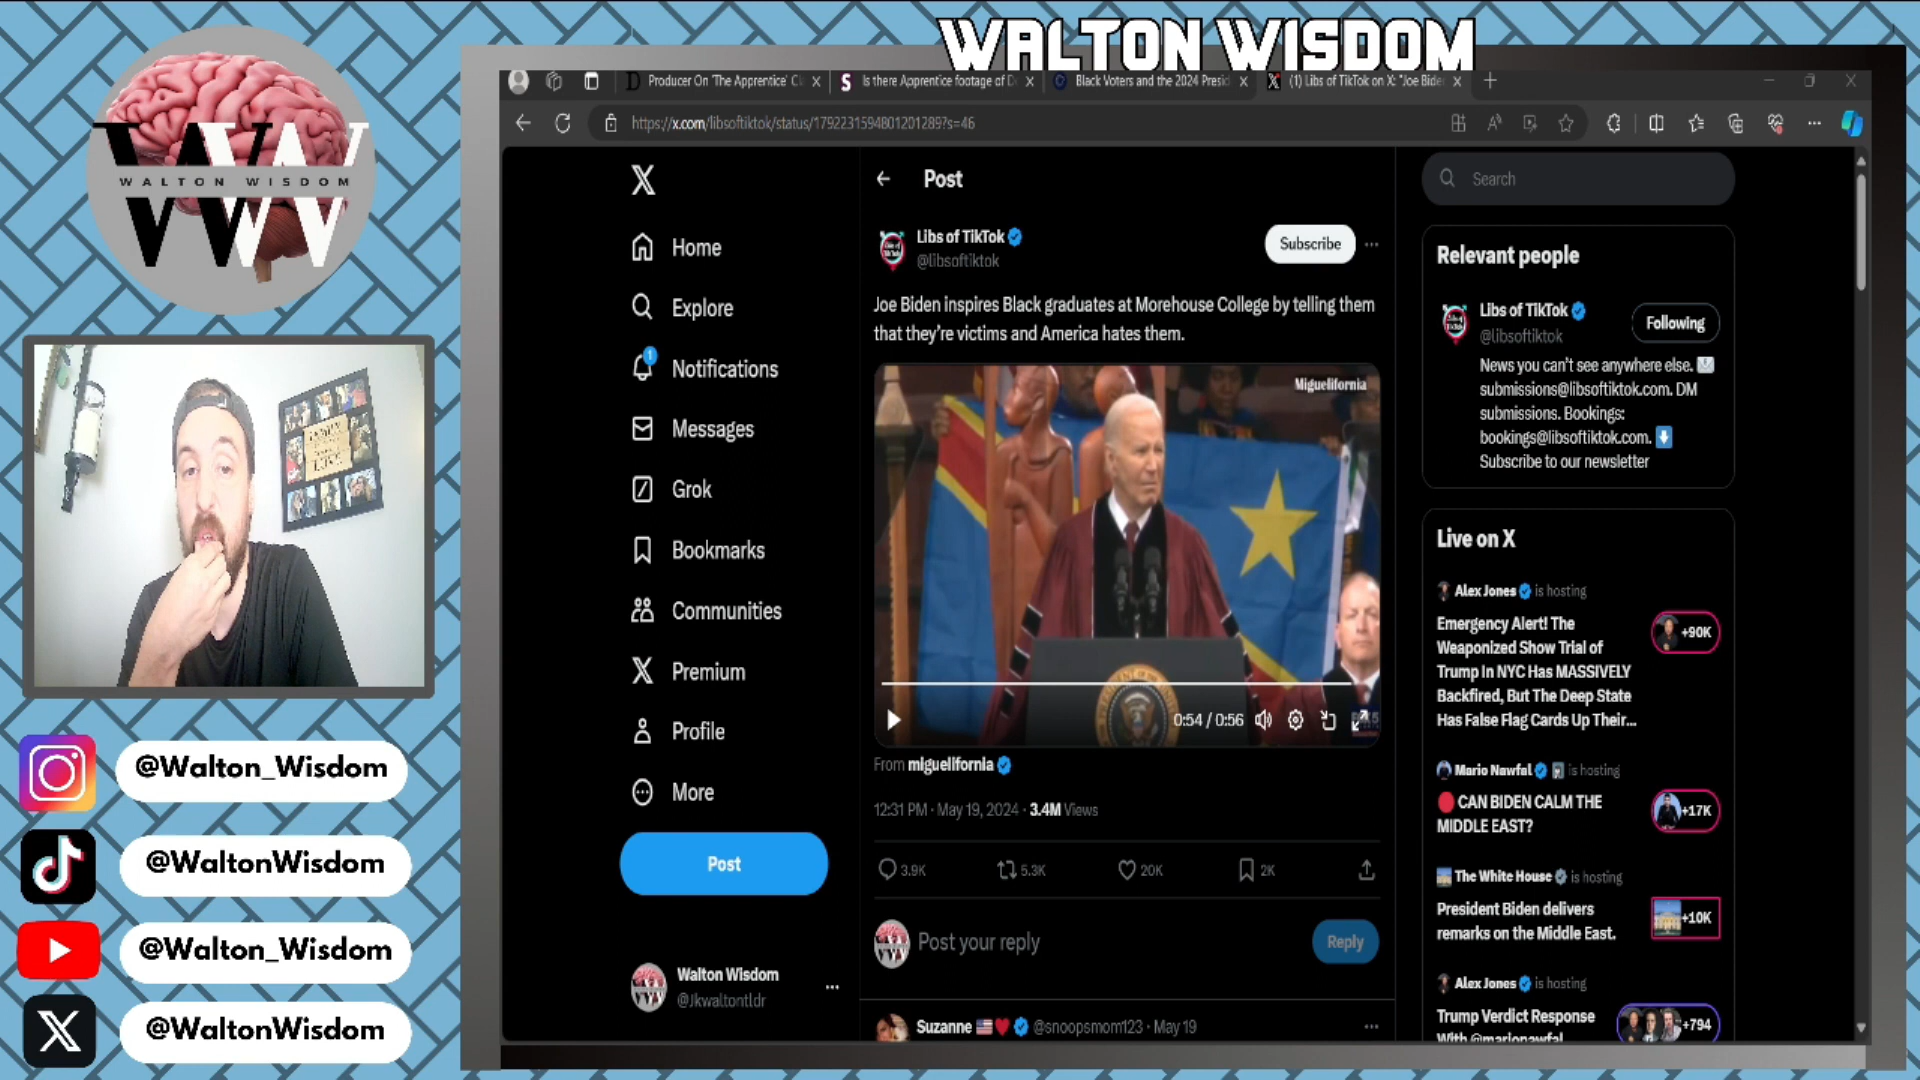 WALTON WISDOM
WALTON WISDOM
Producer On 'The Apprentice' Cl
Is there Apprentice footage of D
Black Voters and the 2024 Presid
(1) Libs of TikTok on X: "Joe Bide
https://x.com/libsoftiktok/status/1792231594801201289?s=46
Home
Explore
1
Notifications
Messages
Grok
Bookmarks
Communities
Premium
Profile
More
Post
Walton Wisdom
@Jkwaltontldr
Post
Libs of TikTok
@libsoftiktok
Subscribe
Joe Biden inspires Black graduates at Morehouse College by telling them
that they're victims and America hates them.
Miguelifornia
0:54 / 0:56
From miguelifornia
12:31 PM · May 19, 2024 · 3.4M Views
3.9K
5.3K
20K
2K
Post your reply
Reply
Suzanne @snoopsmom123 · May 19
Search
Relevant people
Libs of TikTok
@libsoftiktok
Following
News you can't see anywhere else.
submissions@libsoftiktok.com. DM
submissions. Bookings:
bookings@libsoftiktok.com.
Subscribe to our newsletter
Live on X
Alex Jones is hosting
Emergency Alert! The
Weaponized Show Trial of
Trump In NYC Has MASSIVELY
Backfired, But The Deep State
Has False Flag Cards Up Their...
+90K
Mario Nawfal is hosting
CAN BIDEN CALM THE
MIDDLE EAST?
+17K
The White House is hosting
President Biden delivers
remarks on the Middle East.
+10K
Alex Jones is hosting
Trump Verdict Response
With @marionawfal
+794
@Walton_Wisdom
@WaltonWisdom
@Walton_Wisdom
@WaltonWisdom